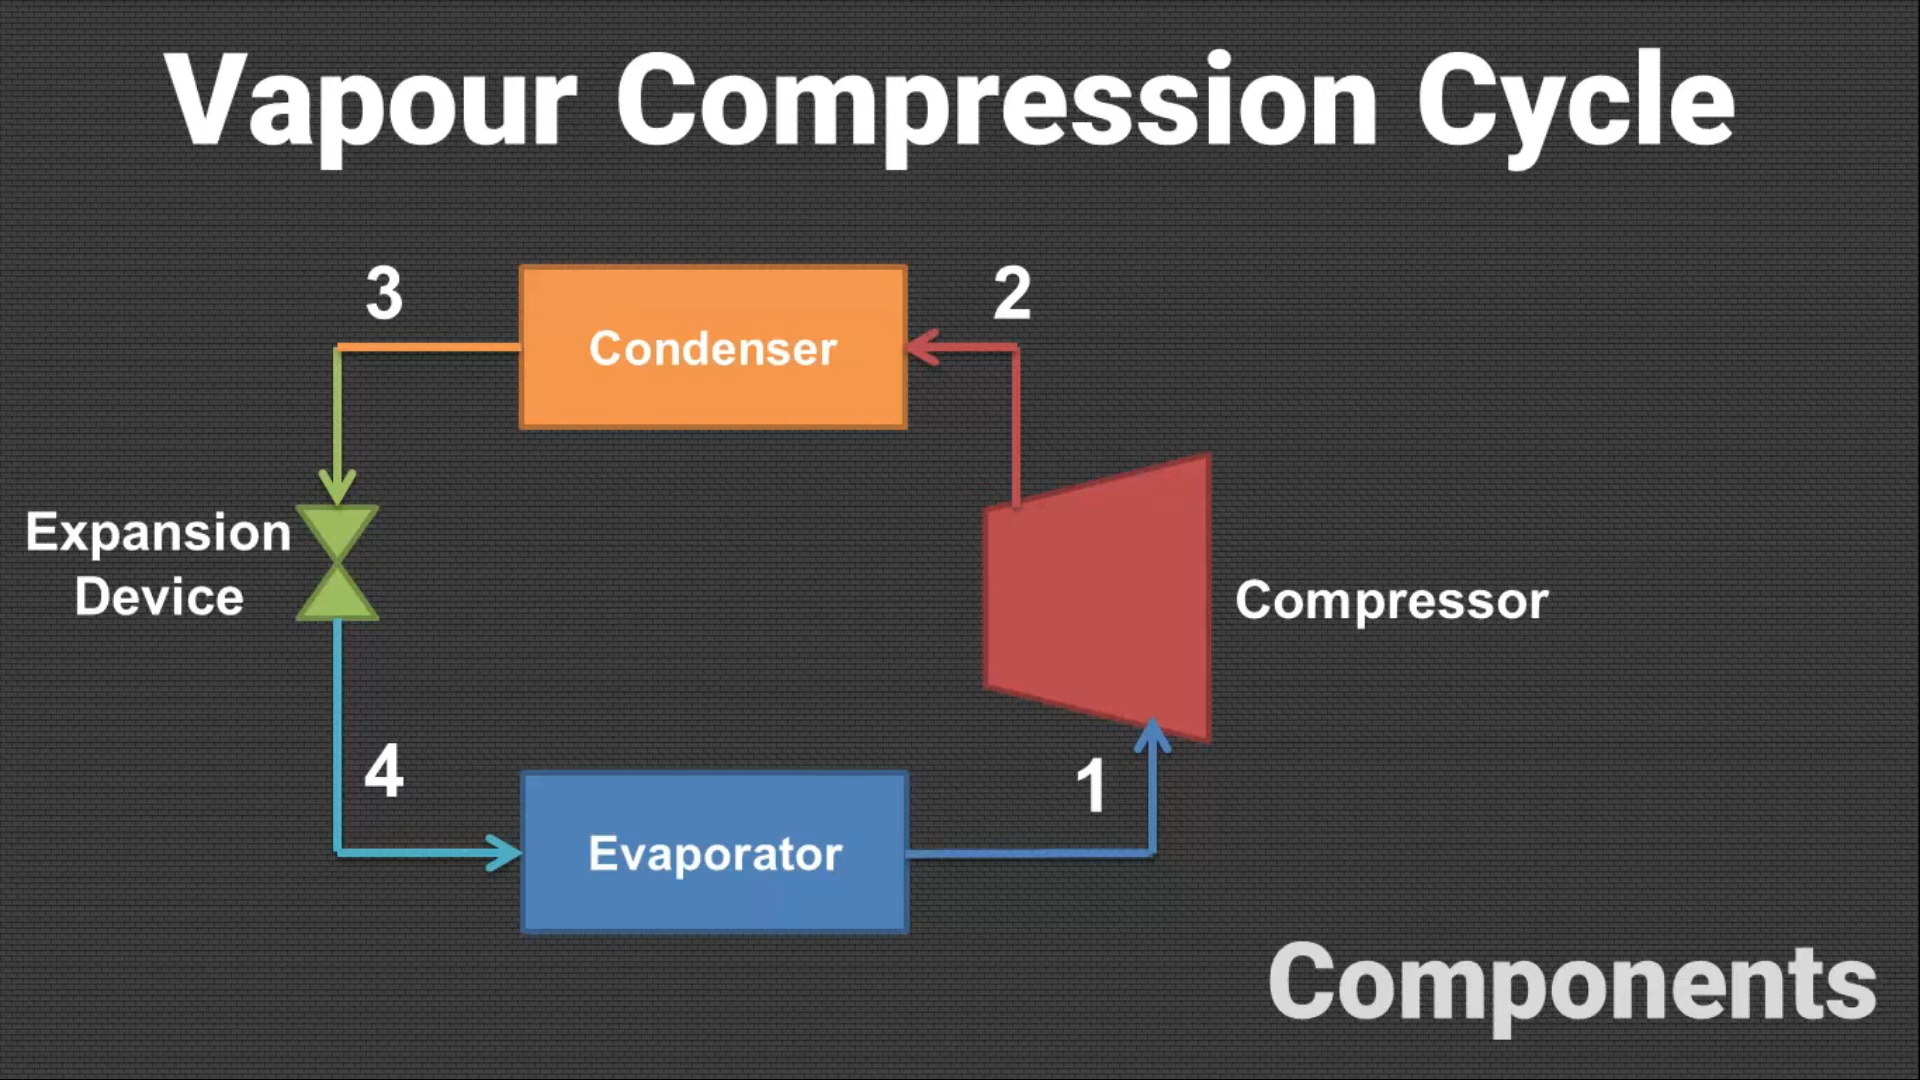 Vapour Compression Cycle
3
2
Condenser
Expansion
Device
Compressor
4
1
Evaporator
Components